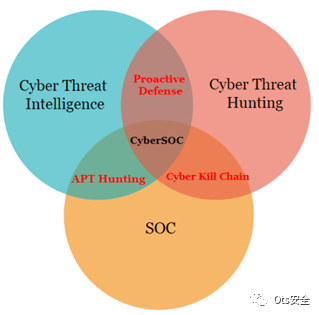 Cyber Threat
Intelligence
Proactive
Defense
Cyber Threat
Hunting
CyberSOC
APT Hunting
Cyber Kill Chain
SOC
Ots安全